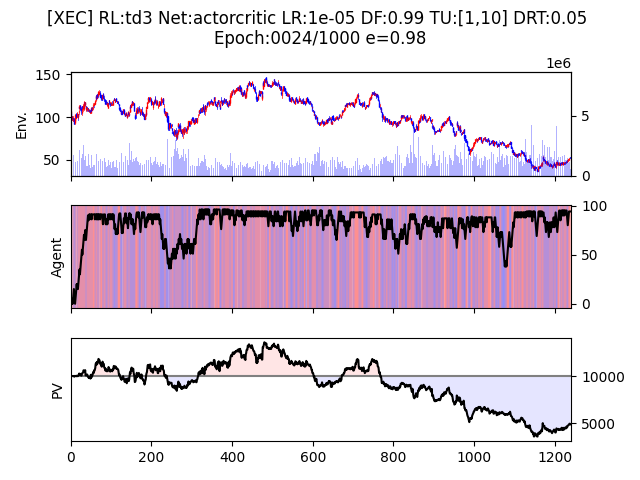 [XEC] RL:td3 Net:actorcritic LR:1e-05 DF:0.99 TU:[1,10] DRT:0.05
Epoch:0024/1000 e=0.98
1e6
150
100
50
Env.
5
0
Agent
100
50
0
PV
10000
5000
0 200 400 600 800 1000 1200